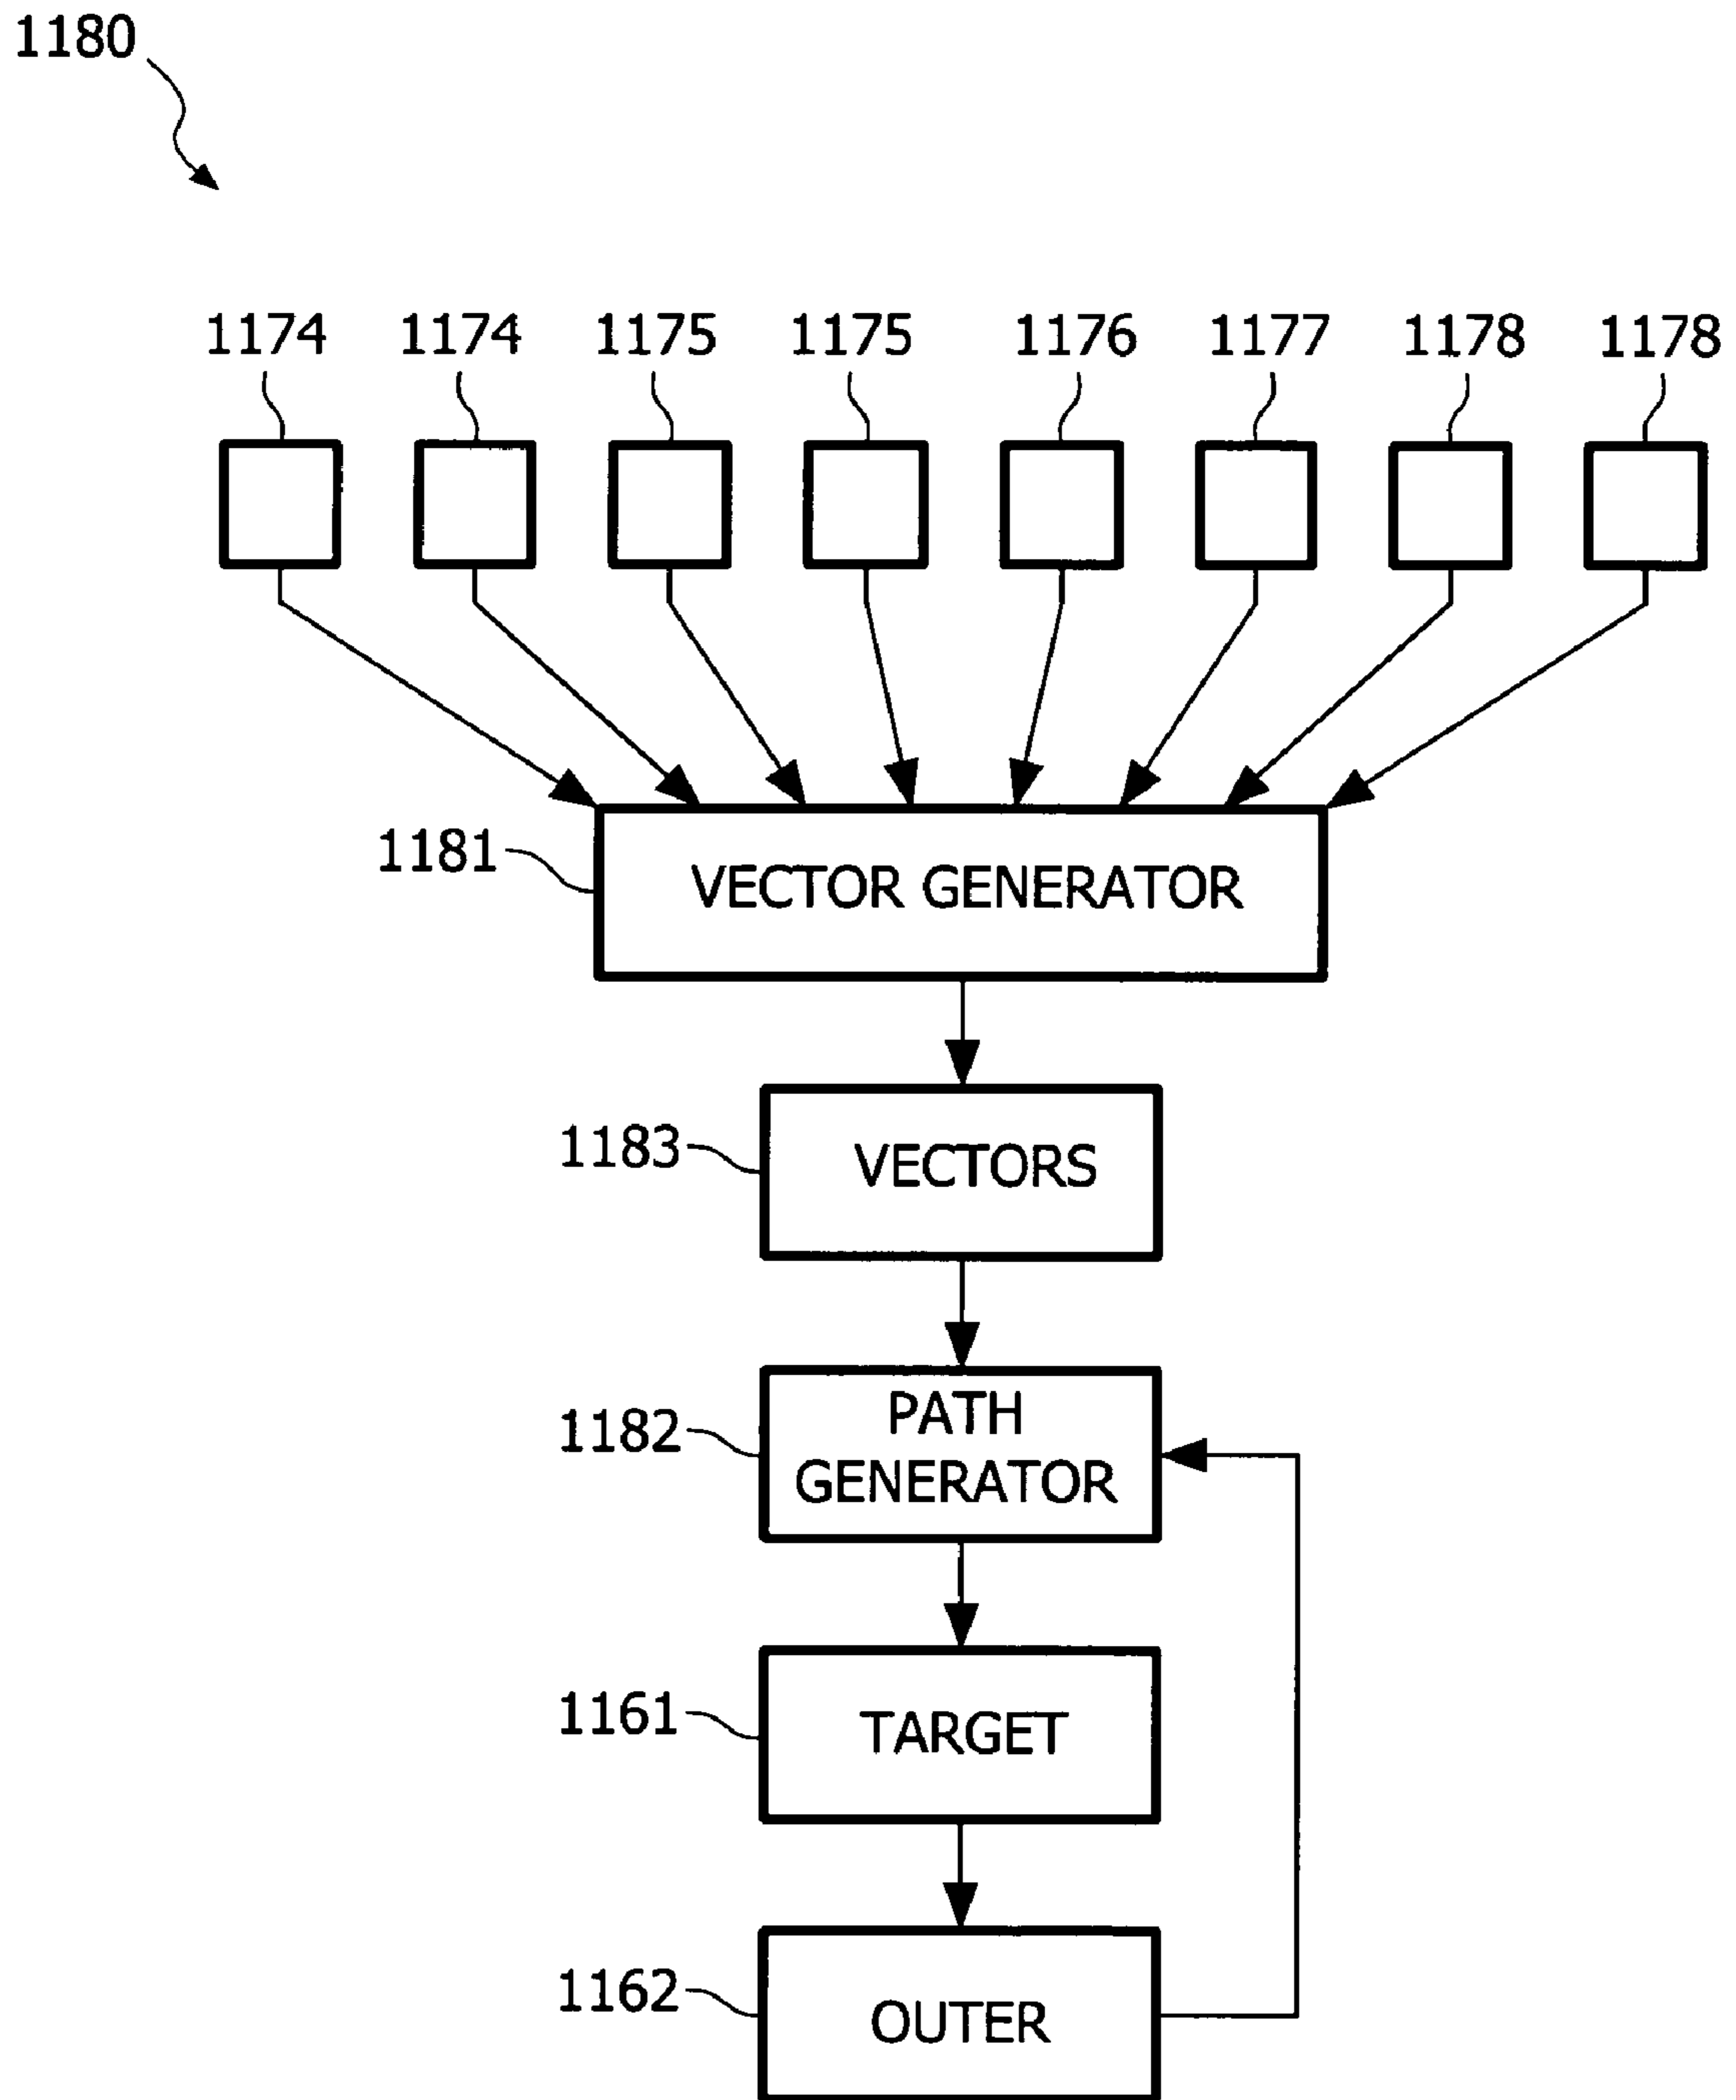 1180
1174 1174 1175 1175 1176 1177 1178 1178
1181
VECTOR GENERATOR
1183
VECTORS
1182
PATH
GENERATOR
1161
TARGET
1162
OUTER